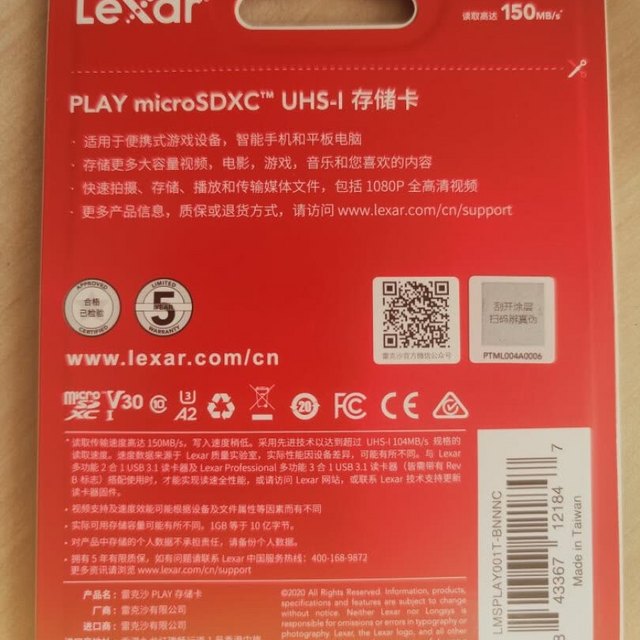 Lexar
读取高达 150MB/s*
PLAY microSDXC™ UHS-I 存储卡
· 适用于便携式游戏设备，智能手机和平板电脑
· 存储更多大容量视频，电影，游戏，音乐和您喜欢的内容
· 快速拍摄、存储、播放和传输媒体文件，包括 1080P 全高清视频
· 更多产品信息，质保或退货方式，请访问 www.lexar.com/cn/support
APPROVED
合格
已检验
CERTIFIED
LIMITED
5
YEAR
WARRANTY
雷克沙官方微信公众号
刮开涂层
扫码辨真伪
PTML004A0006
www.lexar.com/cn
micro SD XC I V30 10 U3 A2 20 FC CE
*读取传输速度高达 150MB/s，写入速度稍低。采用先进技术以达到超过 UHS-I 104MB/s 规格的
读取速度。速度数据来源于 Lexar 质量实验室，实际性能因设备差异，可能有所不同。与 Lexar
多功能 2 合 1 USB 3.1 读卡器及 Lexar Professional 多功能 3 合 1 USB 3.1 读卡器（皆需带有 Rev
B 标志）搭配使用时，才能实现读速全性能，或请访问 Lexar 网站，或联系 Lexar 技术支持更新
读卡器固件。
· 视频支持及速度效能可能根据设备及文件属性等因素而有不同
· 实际可用存储容量可能有所不同。1GB 等于 10 亿字节。
· 对产品中存储的个人数据不承担责任，请备份个人数据。
· 拥有 5 年有限质保，如有问题请联系 Lexar 中国服务热线：400-168-9872
更多资讯请浏览 www.lexar.com/cn/support
品名：雷克沙 PLAY 存储卡
厂商：雷克沙有限公司
进口商：雷克沙有限公司
©2020 All Rights Reserved. Information, products,
specifications and features are subject to change
without notice. Neither Lexar nor Longsys is
responsible for omissions or errors in typography or
photography. Lexar, the Lexar logo, and all other
LMSPLAY001T-BNNNC
43367 12184 7
Made in Taiwan